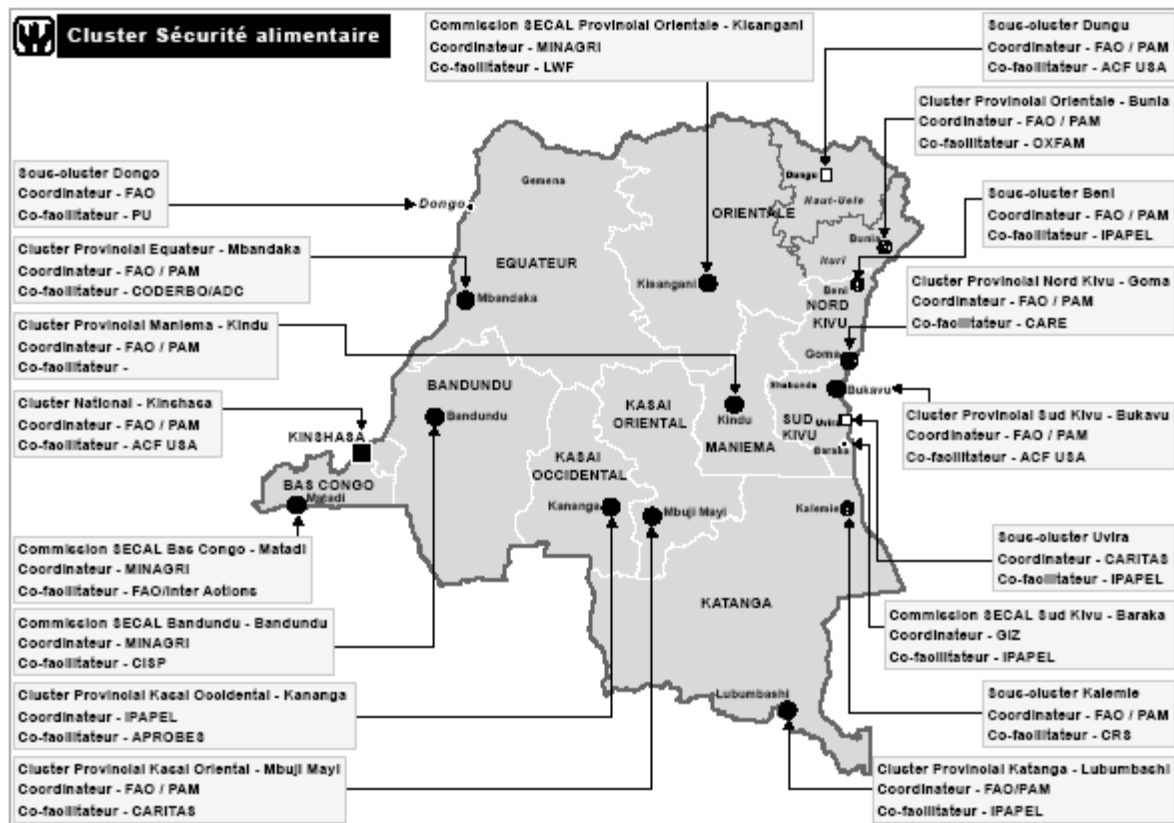 Cluster Sécurité alimentaire
Commission SECAL Provincial Orientale - Kisangani
Coordinateur - MINAGRI
Co-facilitateur - LWF
Sous-cluster Dungu
Coordinateur - FAO / PAM
Co-facilitateur - ACF USA
Cluster Provincial Orientale - Bunia
Coordinateur - FAO / PAM
Co-facilitateur - OXFAM
Sous-cluster Dongo
Coordinateur - FAO
Co-facilitateur - PU
Sous-cluster Beni
Coordinateur - FAO / PAM
Co-facilitateur - IPAPEL
Cluster Provincial Equateur - Mbandaka
Coordinateur - FAO / PAM
Co-facilitateur - CODERBO/ADC
Cluster Provincial Nord Kivu - Goma
Coordinateur - FAO / PAM
Co-facilitateur - CARE
Cluster Provincial Maniema - Kindu
Coordinateur - FAO / PAM
Co-facilitateur -
Cluster National - Kinshasa
Coordinateur - FAO / PAM
Co-facilitateur - ACF USA
Cluster Provincial Sud Kivu - Bukavu
Coordinateur - FAO / PAM
Co-facilitateur - ACF USA
Commission SECAL Bas Congo - Matadi
Coordinateur - MINAGRI
Co-facilitateur - FAO/Inter Actions
Sous-cluster Uvira
Coordinateur - CARITAS
Co-facilitateur - IPAPEL
Commission SECAL Bandundu - Bandundu
Coordinateur - MINAGRI
Co-facilitateur - CISP
Commission SECAL Sud Kivu - Baraka
Coordinateur - GIZ
Co-facilitateur - IPAPEL
Cluster Provincial Kasai Occidental - Kananga
Coordinateur - IPAPEL
Co-facilitateur - APROBES
Sous-cluster Kalemie
Coordinateur - FAO / PAM
Co-facilitateur - CRS
Cluster Provincial Kasai Oriental - Mbuji Mayi
Coordinateur - FAO / PAM
Co-facilitateur - CARITAS
Cluster Provincial Katanga - Lubumbashi
Coordinateur - FAO/PAM
Co-facilitateur - IPAPEL
Gemena
Dungu
Dongo
Haut-Uele
ORIENTALE
Bunia
Ituri
EQUATEUR
Kisangani
Beni
Mbandaka
NORD
KIVU
Goma
BANDUNDU
Shabunda
Bukavu
Bandundu
KASAI
ORIENTAL
Kindu
SUD
KIVU
Uvira
KINSHASA
MANIEMA
Baraka
KASAI
OCCIDENTAL
BAS CONGO
Matadi
Kananga
Mbuji Mayi
Kalemie
KATANGA
Lubumbashi